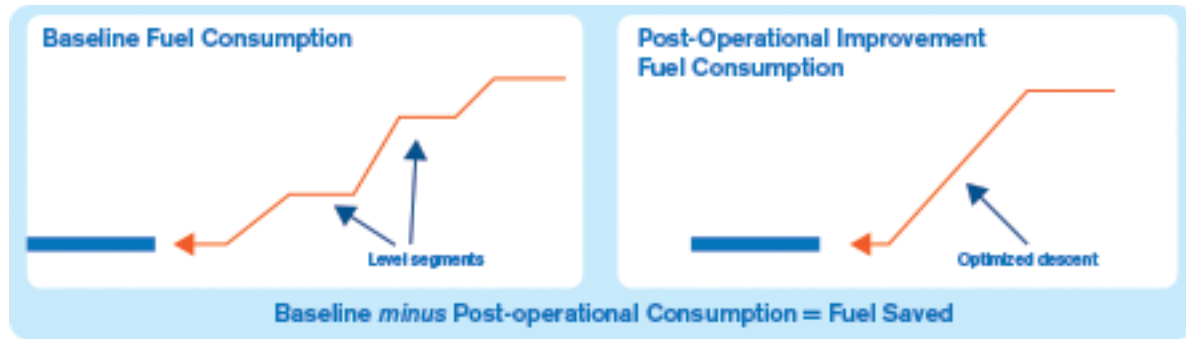 Baseline Fuel Consumption
Level segments
Post-Operational Improvement
Fuel Consumption
Optimized descent
Baseline minus Post-operational Consumption = Fuel Saved